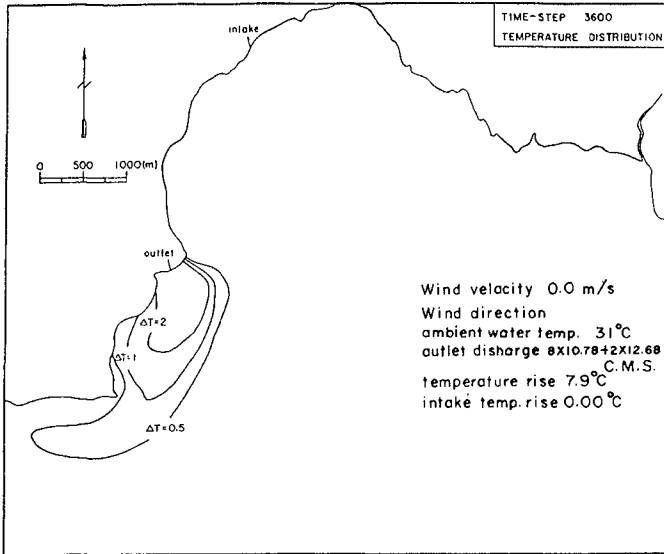 TIME-STEP 3600
TEMPERATURE DISTRIBUTION
intake
0 500 1000(m)
outlet
ΔT=2
ΔT=1
ΔT=0.5
Wind velacity 0.0 m/s
Wind direction
ambient water temp. 31°C
outlet disharge 8X10.78+2X12.68
C.M.S.
temperature rise 7.9°C
intake temp. rise 0.00°C